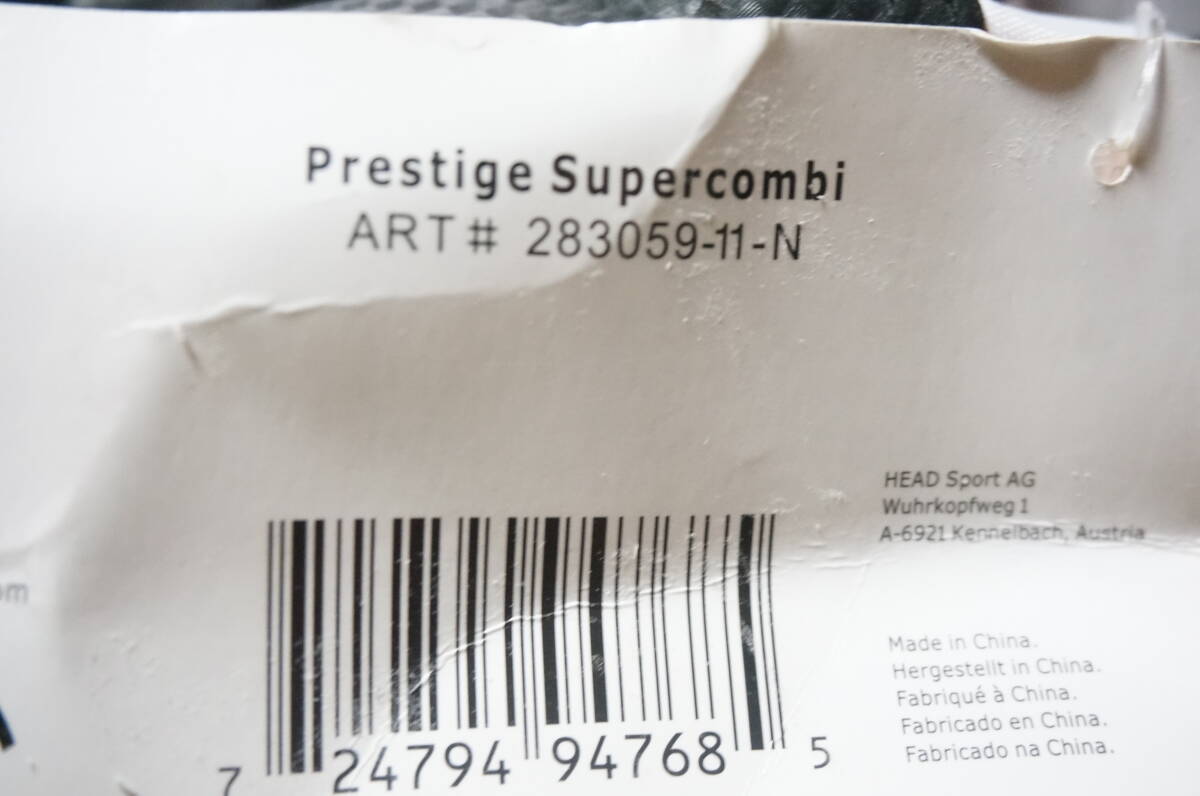 Prestige Supercombi
ART# 283059-11-N
HEAD Sport AG
Wuhrkopfweg 1
A-6921 Kennelbach, Austria
Made in China.
Hergestellt in China.
Fabriqué à China.
Fabricado en China.
Fabricado na China.
7 24794 94768 5